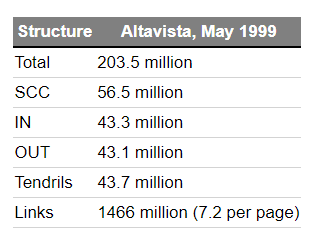 Structure Altavista, May 1999
Total 203.5 million
SCC 56.5 million
IN 43.3 million
OUT 43.1 million
Tendrils 43.7 million
Links 1466 million (7.2 per page)